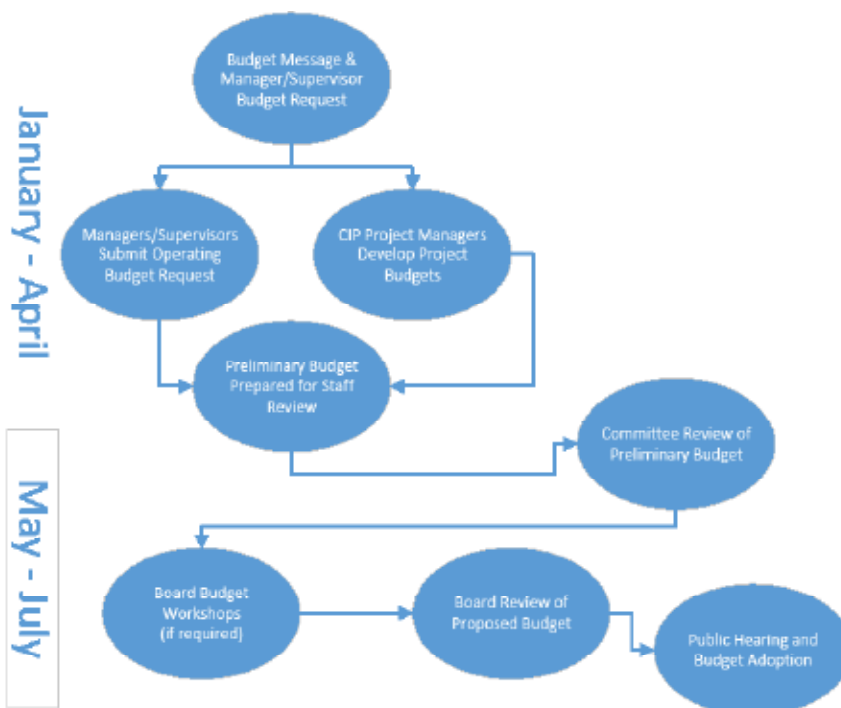 January - April
Budget Message &
Manager/Supervisor
Budget Request
Managers/Supervisors
Submit Operating
Budget Request
CIP Project Managers
Develop Project
Budgets
Preliminary Budget
Prepared for Staff
Review
May - July
Committee Review of
Preliminary Budget
Board Budget
Workshops
(if required)
Board Review of
Proposed Budget
Public Hearing and
Budget Adoption